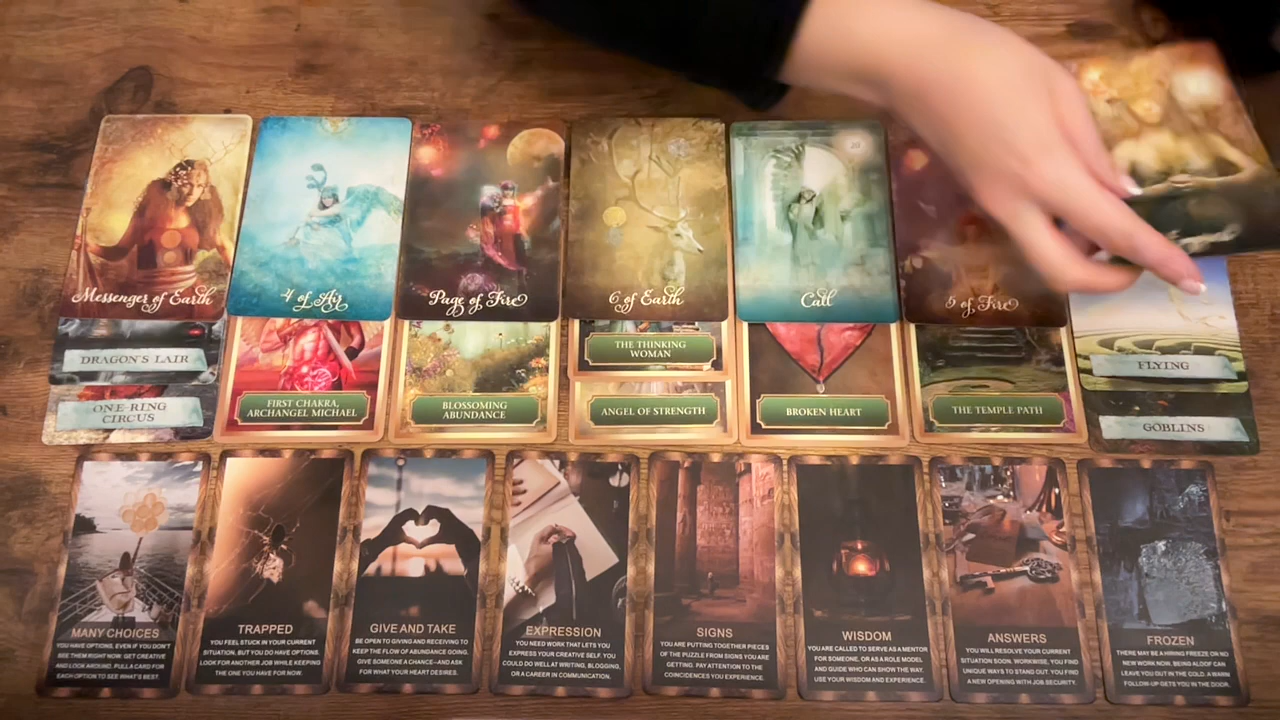 Messenger of Earth
4 of Air
Page of Fire
6 of Earth
20
Call
5 of Fire
DRAGON'S LAIR
ONE-RING
CIRCUS
FIRST CHAKRA,
ARCHANGEL MICHAEL
BLOSSOMING
ABUNDANCE
THE THINKING
WOMAN
ANGEL OF STRENGTH
BROKEN HEART
THE TEMPLE PATH
FLYING
GOBLINS
MANY CHOICES
YOU HAVE OPTIONS, EVEN IF YOU DON'T
SEE THEM RIGHT NOW. GET CREATIVE
AND LOOK AROUND. PULL A CARD FOR
EACH OPTION TO SEE WHAT'S BEST.
TRAPPED
YOU FEEL STUCK IN YOUR CURRENT
SITUATION, BUT YOU DO HAVE OPTIONS.
LOOK FOR ANOTHER JOB WHILE KEEPING
THE ONE YOU HAVE FOR NOW.
GIVE AND TAKE
BE OPEN TO GIVING AND RECEIVING TO
KEEP THE FLOW OF ABUNDANCE GOING.
GIVE SOMEONE A CHANCE—AND ASK
FOR WHAT YOUR HEART DESIRES.
EXPRESSION
YOU NEED WORK THAT LETS YOU
EXPRESS YOUR CREATIVE SELF. YOU
COULD DO WELL AT WRITING, BLOGGING,
OR A CAREER IN COMMUNICATION.
SIGNS
YOU ARE PUTTING TOGETHER PIECES
OF THE PUZZLE FROM SIGNS YOU ARE
GETTING. PAY ATTENTION TO THE
COINCIDENCES YOU EXPERIENCE.
WISDOM
YOU ARE CALLED TO SERVE AS A MENTOR
FOR SOMEONE, OR AS A ROLE MODEL
AND GUIDE WHO CAN SHOW THE WAY.
USE YOUR WISDOM AND EXPERIENCE.
ANSWERS
YOU WILL RESOLVE YOUR CURRENT
SITUATION SOON. WORKWISE, YOU FIND
UNIQUE WAYS TO STAND OUT. YOU FIND
A NEW OPENING WITH JOB SECURITY.
FROZEN
THERE MAY BE A HIRING FREEZE OR NO
NEW WORK NOW. BEING ALOOF CAN
LEAVE YOU OUT IN THE COLD. A WARM
FOLLOW-UP GETS YOU IN THE DOOR.